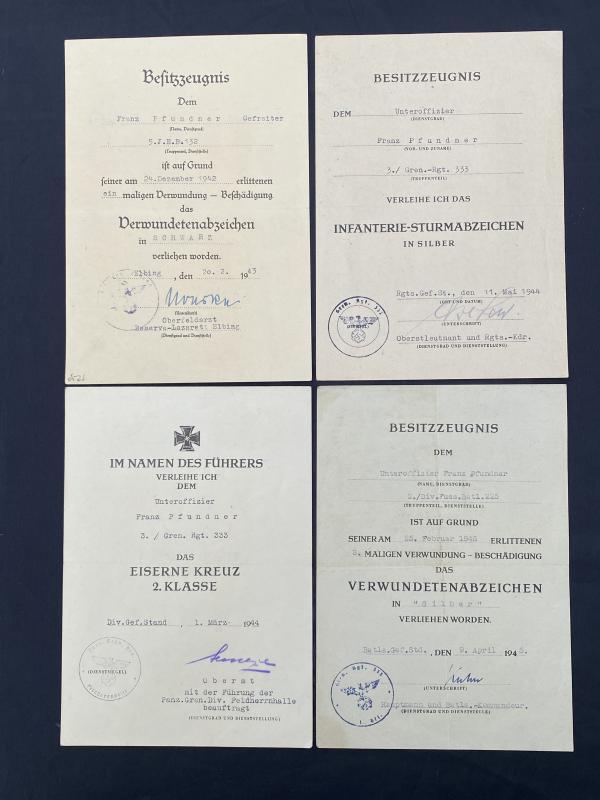 Besitzzeugnis
Dem
Franz Pfundner Gefreiter
(Name, Dienstgrad)
5.F.E.B.132
(Truppenteil, Dienststelle)
ist auf Grund
seiner am 24.Dezember 1942 erlittenen
ein maligen Verwundung – Beschädigung
das
Verwundetenabzeichen
in SCHWARZ
verliehen worden.
Elbing, den 20. 2. 1943
(Unterschrift)
Oberfeldarzt
Reserve-Lazarett Elbing
(Dienstgrad und Dienststelle)
BESITZZEUGNIS
DEM Unteroffizier
(DIENSTGRAD)
Franz Pfundner
(VOR- UND ZUNAME)
3./ Gren.-Rgt. 333
(TRUPPENTEIL)
VERLEIHE ICH DAS
INFANTERIE-STURMABZEICHEN
IN SILBER
Rgts.Gef.St., den 11. Mai 1944
(ORT UND DATUM)
(UNTERSCHRIFT)
Oberstleutnant und Rgts.-Kdr.
(DIENSTGRAD UND DIENSTSTELLUNG)
IM NAMEN DES FÜHRERS
VERLEIHE ICH
DEM
Unteroffizier
Franz Pfundner
3. / Gren. Rgt. 333
DAS
EISERNE KREUZ
2. KLASSE
Div.Gef.Stand , 1. März 1944
(DIENSTSIEGEL)
Oberst
mit der Führung der
Panz.Gren.Div. Feldherrnhalle
beauftragt
(DIENSTGRAD UND DIENSTSTELLUNG)
BESITZZEUGNIS
DEM
Unteroffizier Franz Pfundner
(NAME, DIENSTGRAD)
2./Div.Fues.Batl.225
(TRUPPENTEIL, DIENSTSTELLE)
IST AUF GRUND
SEINER AM 25. Februar 1945 ERLITTENEN
3. MALIGEN VERWUNDUNG – BESCHÄDIGUNG
DAS
VERWUNDETENABZEICHEN
IN "Silber"
VERLIEHEN WORDEN.
Batls.Gef.Std. , DEN 9. April 1945.
(UNTERSCHRIFT)
Hauptmann und Batls.-Kommandeur.
(DIENSTGRAD UND DIENSTSTELLE)